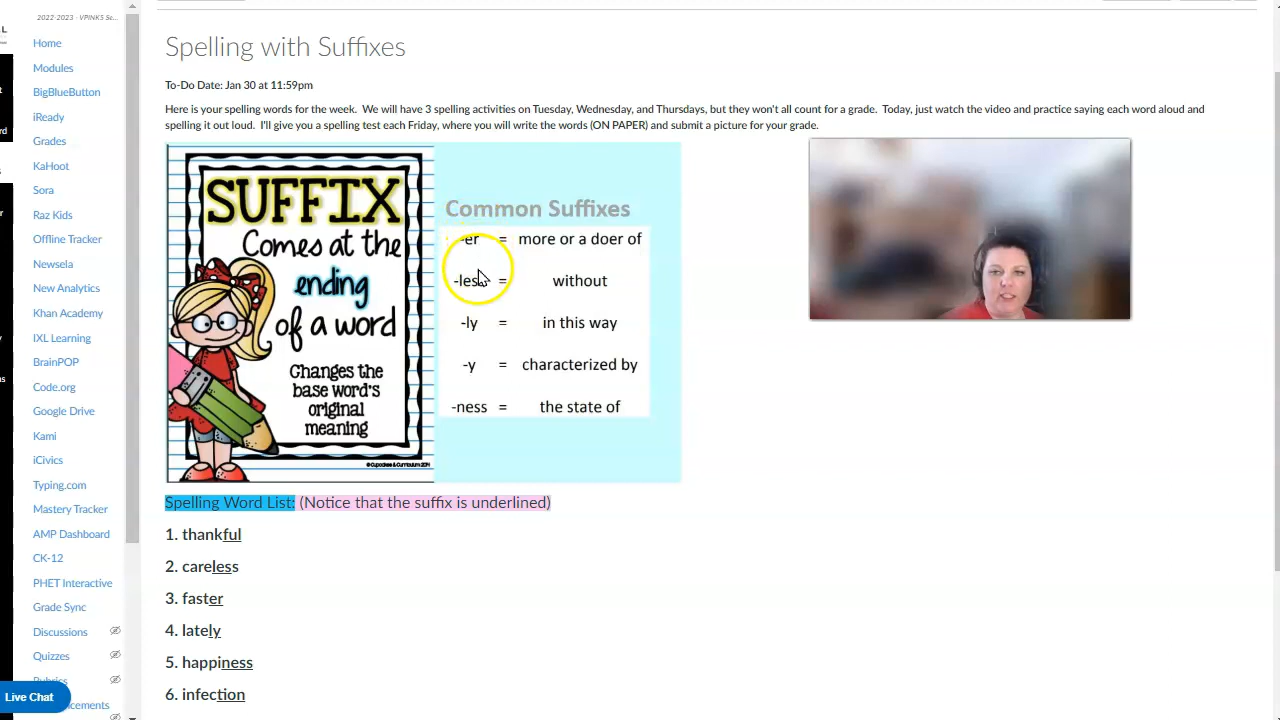 2022-2023 - VPINKS Se...
Home
Modules
BigBlueButton
iReady
Grades
KaHoot
Sora
Raz Kids
Offline Tracker
Newsela
New Analytics
Khan Academy
IXL Learning
BrainPOP
Code.org
Google Drive
Kami
iCivics
Typing.com
Mastery Tracker
AMP Dashboard
CK-12
PHET Interactive
Grade Sync
Discussions
Quizzes
Live Chat
Spelling with Suffixes
To-Do Date: Jan 30 at 11:59pm
Here is your spelling words for the week. We will have 3 spelling activities on Tuesday, Wednesday, and Thursdays, but they won't all count for a grade. Today, just watch the video and practice saying each word aloud and
spelling it out loud. I'll give you a spelling test each Friday, where you will write the words (ON PAPER) and submit a picture for your grade.
SUFFIX
Comes at the
ending
of a word
Changes the
base word's
original
meaning
©Cupcakes & Curriculum 2014
Common Suffixes
-er = more or a doer of
-less = without
-ly = in this way
-y = characterized by
-ness = the state of
Spelling Word List: (Notice that the suffix is underlined)
1. thankful
2. careless
3. faster
4. lately
5. happiness
6. infection